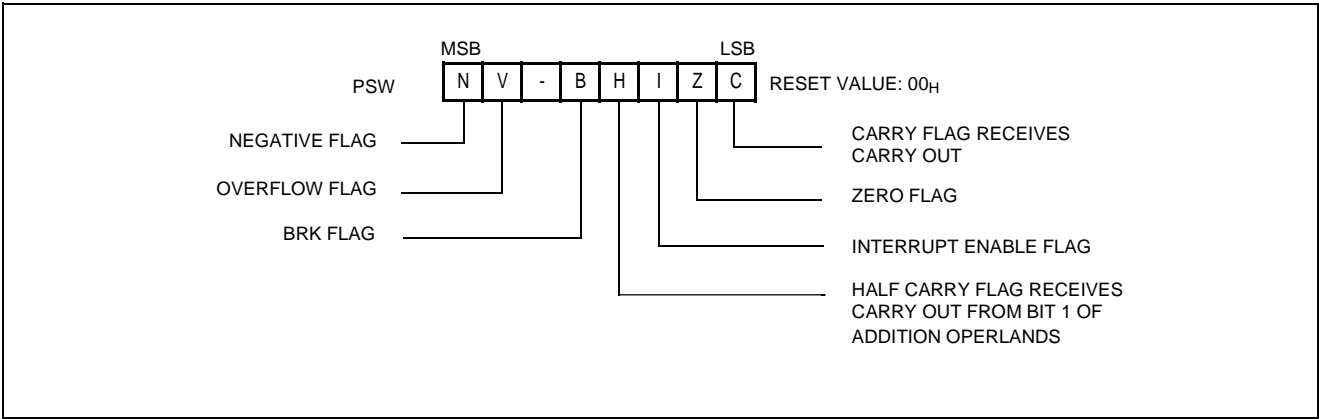 MSB LSB
PSW N V - B H I Z C RESET VALUE: 00H
NEGATIVE FLAG
OVERFLOW FLAG
BRK FLAG
CARRY FLAG RECEIVES
CARRY OUT
ZERO FLAG
INTERRUPT ENABLE FLAG
HALF CARRY FLAG RECEIVES
CARRY OUT FROM BIT 1 OF
ADDITION OPERLANDS